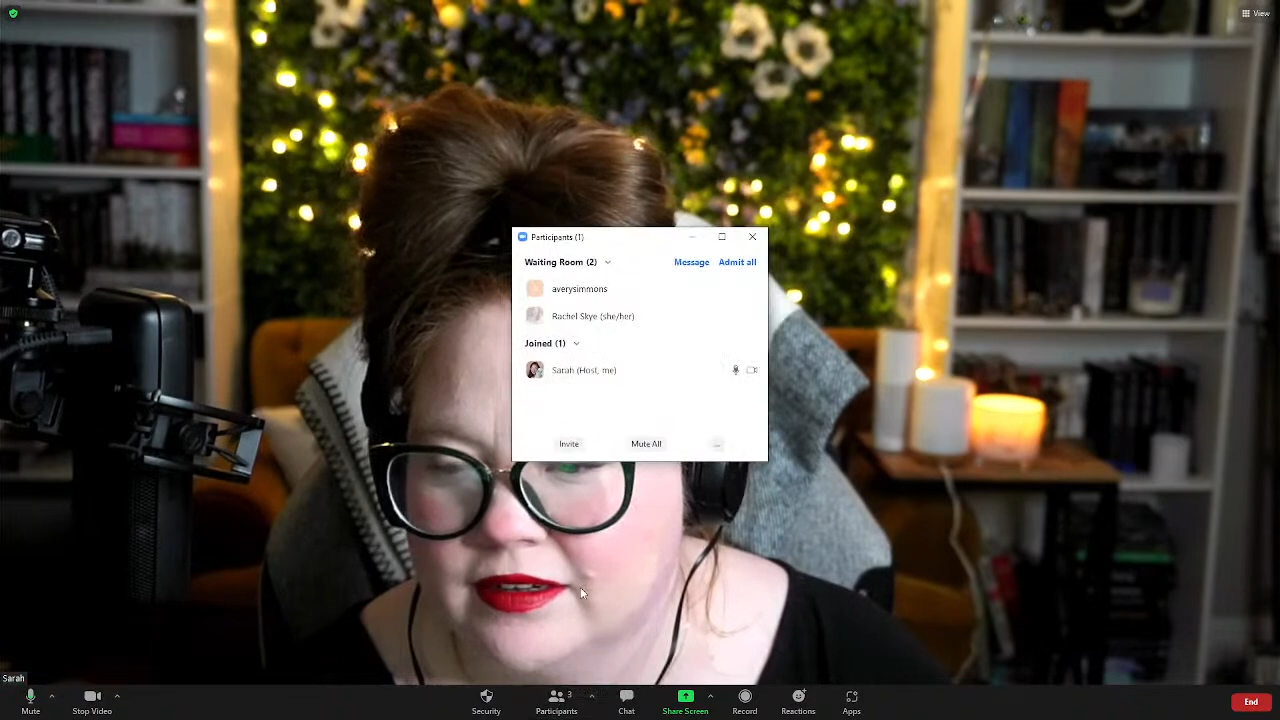 View
Participants (1)
Waiting Room (2) Message Admit all
averysimmons
Rachel Skye (she/her)
Joined (1)
Sarah (Host, me)
Invite Mute All ...
Sarah
3
Mute Stop Video Security Participants Chat Share Screen Record Reactions Apps End